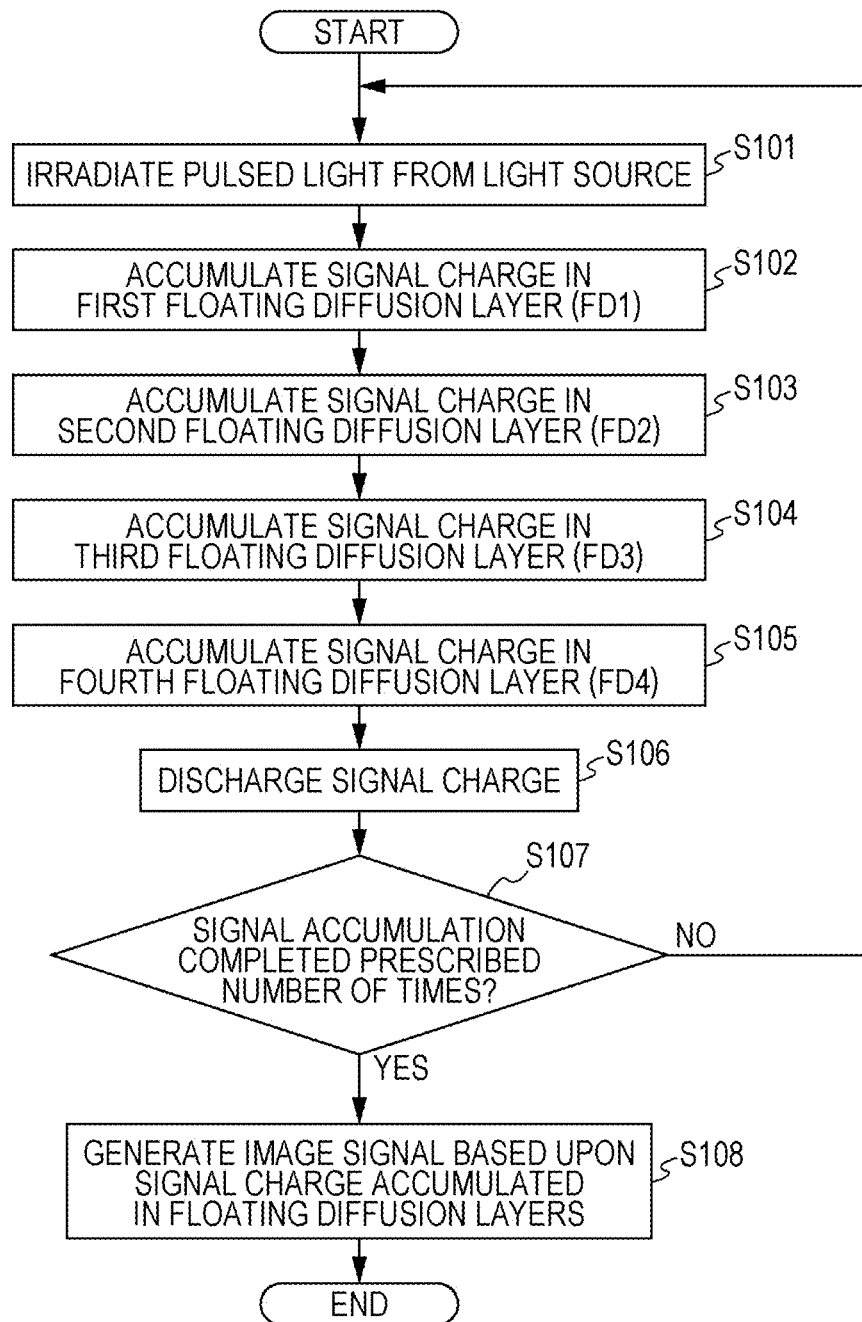 START
IRRADIATE PULSED LIGHT FROM LIGHT SOURCE
S101
ACCUMULATE SIGNAL CHARGE IN
FIRST FLOATING DIFFUSION LAYER (FD1)
S102
ACCUMULATE SIGNAL CHARGE IN
SECOND FLOATING DIFFUSION LAYER (FD2)
S103
ACCUMULATE SIGNAL CHARGE IN
THIRD FLOATING DIFFUSION LAYER (FD3)
S104
ACCUMULATE SIGNAL CHARGE IN
FOURTH FLOATING DIFFUSION LAYER (FD4)
S105
DISCHARGE SIGNAL CHARGE
S106
S107
SIGNAL ACCUMULATION
COMPLETED PRESCRIBED
NUMBER OF TIMES?
NO
YES
GENERATE IMAGE SIGNAL BASED UPON
SIGNAL CHARGE ACCUMULATED
IN FLOATING DIFFUSION LAYERS
S108
END